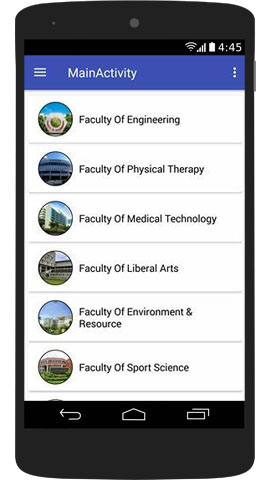 4:45
MainActivity
Faculty Of Engineering
Faculty Of Physical Therapy
Faculty Of Medical Technology
Faculty Of Liberal Arts
Faculty Of Environment &
Resource
Faculty Of Sport Science